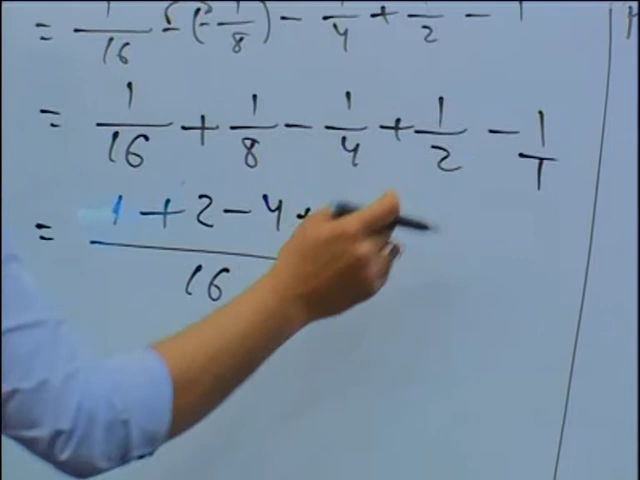 = 1/16 - (-1/8) - 1/4 + 1/2 - 1
= 1/16 + 1/8 - 1/4 + 1/2 - 1/1
= 1 + 2 - 4 + /16